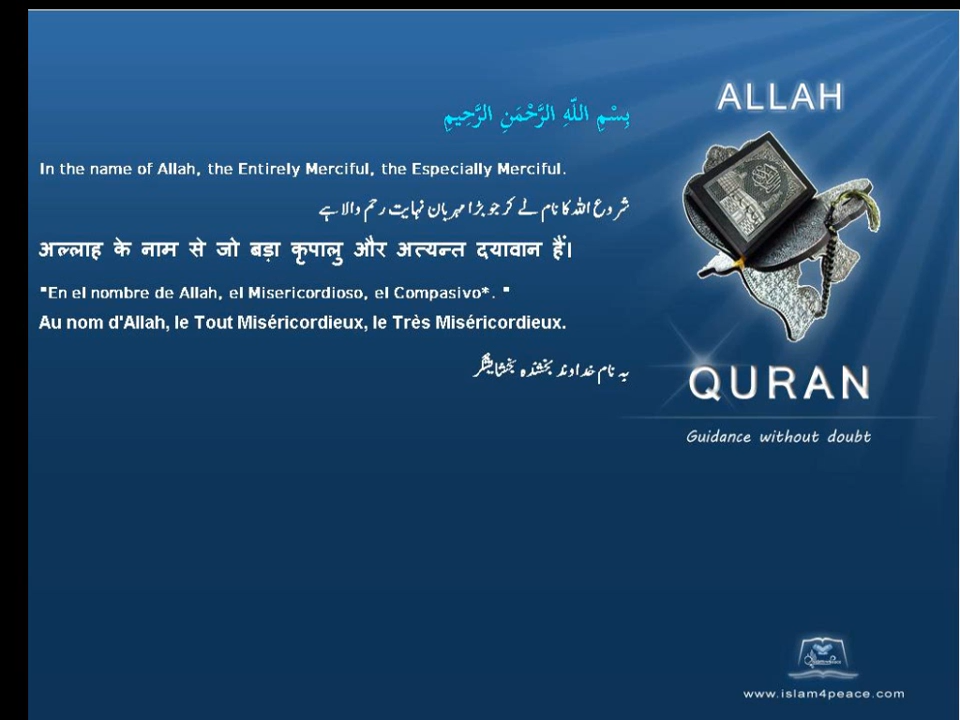 بِسْمِ اللّهِ الرَّحْمَنِ الرَّحِيمِ
In the name of Allah, the Entirely Merciful, the Especially Merciful.
شروع الله کا نام لے کر جو بڑا مہربان نہایت رحم والا ہے
अल्लाह के नाम से जो बड़ा कृपालु और अत्यन्त दयावान हैं।
"En el nombre de Allah, el Misericordioso, el Compasivo*. "
Au nom d'Allah, le Tout Miséricordieux, le Très Miséricordieux.
به نام خداوند بخشنده بخشایشگر
ALLAH
QURAN
Guidance without doubt
www.islam4peace.com